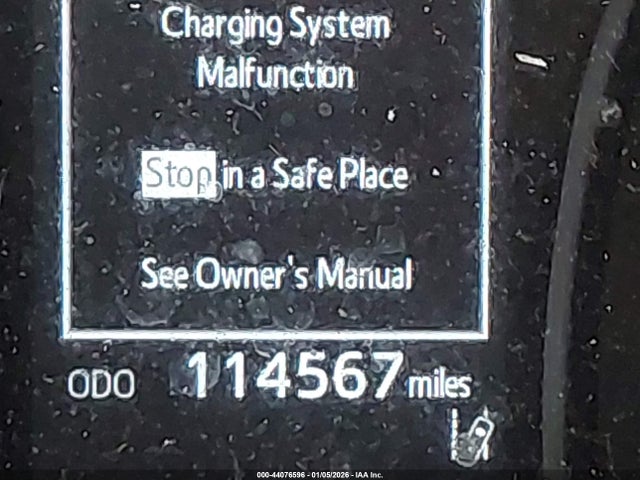 Charging System
Malfunction
Stop in a Safe Place
See Owner's Manual
ODO 114567 miles
000-44076596 - 01/05/2026 - IAA Inc.